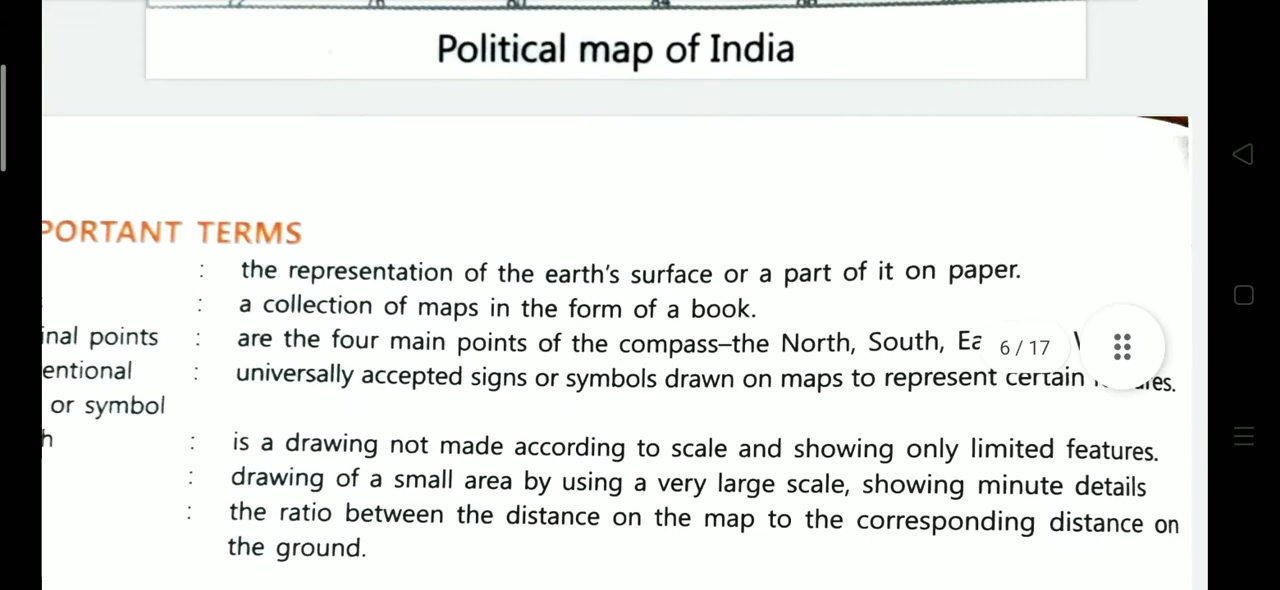 Political map of India
PORTANT TERMS
: the representation of the earth's surface or a part of it on paper.
: a collection of maps in the form of a book.
inal points : are the four main points of the compass–the North, South, Ea
6 / 17
entional : universally accepted signs or symbols drawn on maps to represent certain
or symbol
h : is a drawing not made according to scale and showing only limited features.
: drawing of a small area by using a very large scale, showing minute details
: the ratio between the distance on the map to the corresponding distance on
the ground.